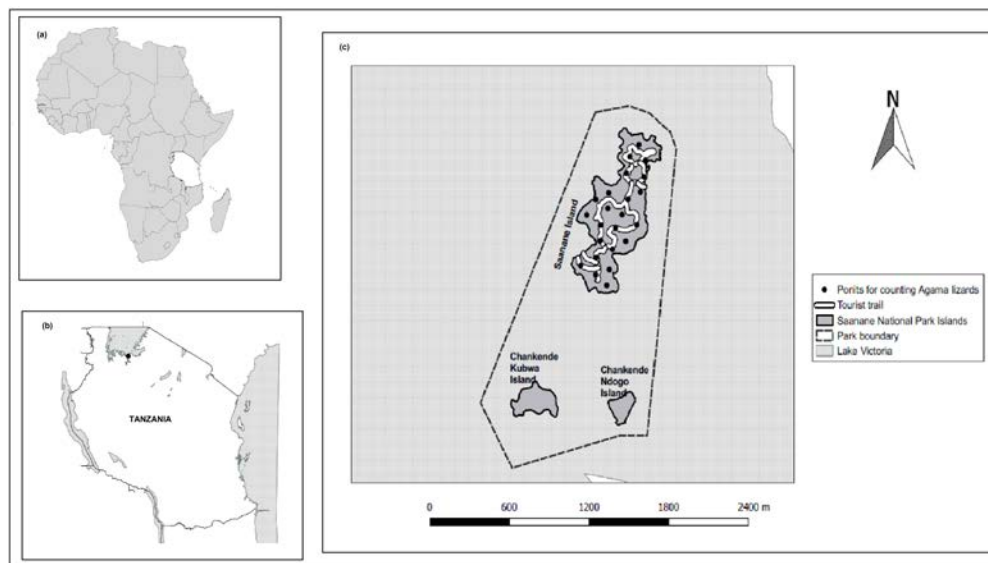 (a)
(b)
TANZANIA
(c)
N
Saanane Island
Chankende
Kubwa
Island
Chankende
Ndogo
Island
Ponits for counting Agama lizards
Tourist trail
Saanane National Park Islands
Park boundary
Lake Victoria
0 600 1200 1800 2400 m